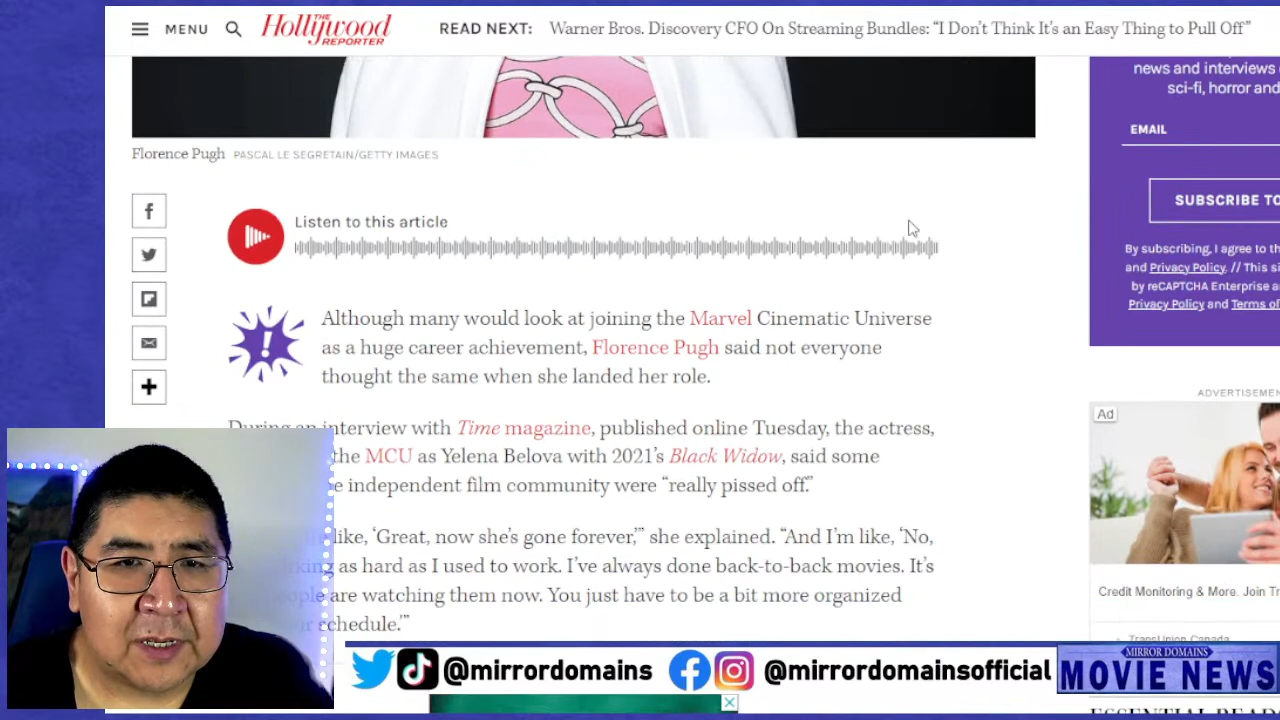 MENU
THE
Hollywood
REPORTER
READ NEXT: Warner Bros. Discovery CFO On Streaming Bundles: “I Don’t Think It’s an Easy Thing to Pull Off”
news and interviews
sci-fi, horror and
EMAIL
SUBSCRIBE TO
By subscribing, I agree to th
and Privacy Policy. // This si
by reCAPTCHA Enterprise a
Privacy Policy and Terms of
Florence Pugh PASCAL LE SEGRETAIN/GETTY IMAGES
Listen to this article
Although many would look at joining the Marvel Cinematic Universe
as a huge career achievement, Florence Pugh said not everyone
thought the same when she landed her role.
During an interview with Time magazine, published online Tuesday, the actress,
the MCU as Yelena Belova with 2021’s Black Widow, said some
independent film community were “really pissed off.”
like, ‘Great, now she’s gone forever,’” she explained. “And I’m like, ‘No,
as hard as I used to work. I’ve always done back-to-back movies. It’s
are watching them now. You just have to be a bit more organized
schedule.’”
ADVERTISEMEN
Ad
Credit Monitoring & More. Join Tr
TransUnion Canada
@mirrordomains
@mirrordomainsofficial
MIRROR DOMAINS
MOVIE NEWS